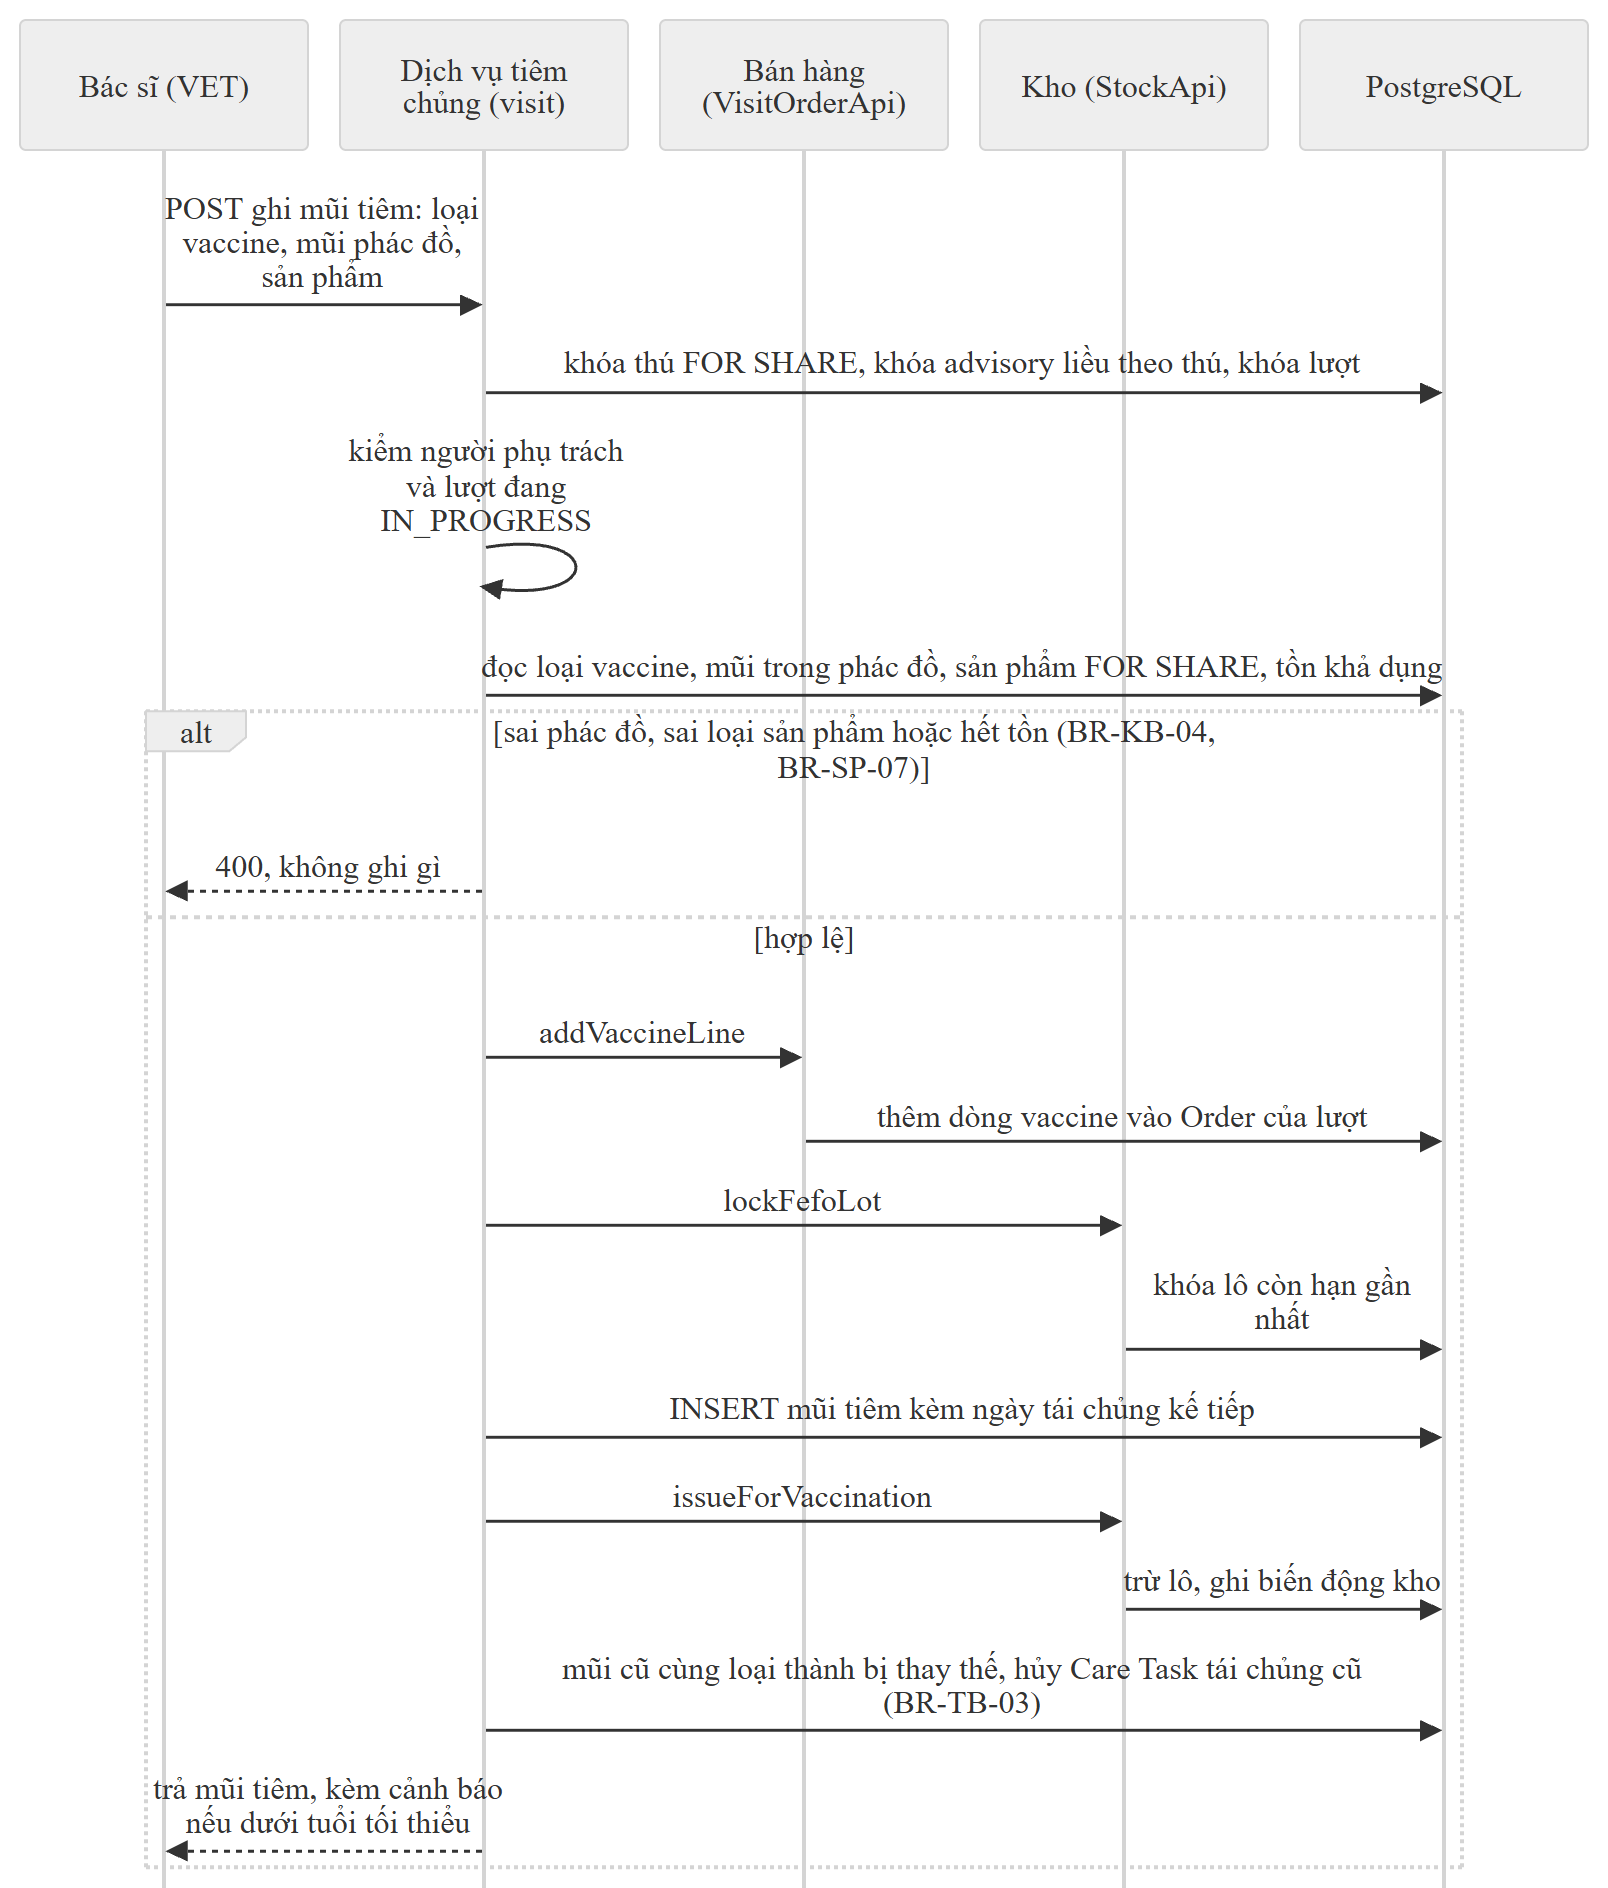 Bác sĩ (VET)
Dịch vụ tiêm
chủng (visit)
Bán hàng
(VisitOrderApi)
Kho (StockApi)
PostgreSQL
POST ghi mũi tiêm: loại
vaccine, mũi phác đồ,
sản phẩm
khóa thú FOR SHARE, khóa advisory liều theo thú, khóa lượt
kiểm người phụ trách
và lượt đang
IN_PROGRESS
đọc loại vaccine, mũi trong phác đồ, sản phẩm FOR SHARE, tồn khả dụng
alt
[sai phác đồ, sai loại sản phẩm hoặc hết tồn (BR-KB-04,
BR-SP-07)]
400, không ghi gì
[hợp lệ]
addVaccineLine
thêm dòng vaccine vào Order của lượt
lockFefoLot
khóa lô còn hạn gần
nhất
INSERT mũi tiêm kèm ngày tái chủng kế tiếp
issueForVaccination
trừ lô, ghi biến động kho
mũi cũ cùng loại thành bị thay thế, hủy Care Task tái chủng cũ
(BR-TB-03)
trả mũi tiêm, kèm cảnh báo
nếu dưới tuổi tối thiểu